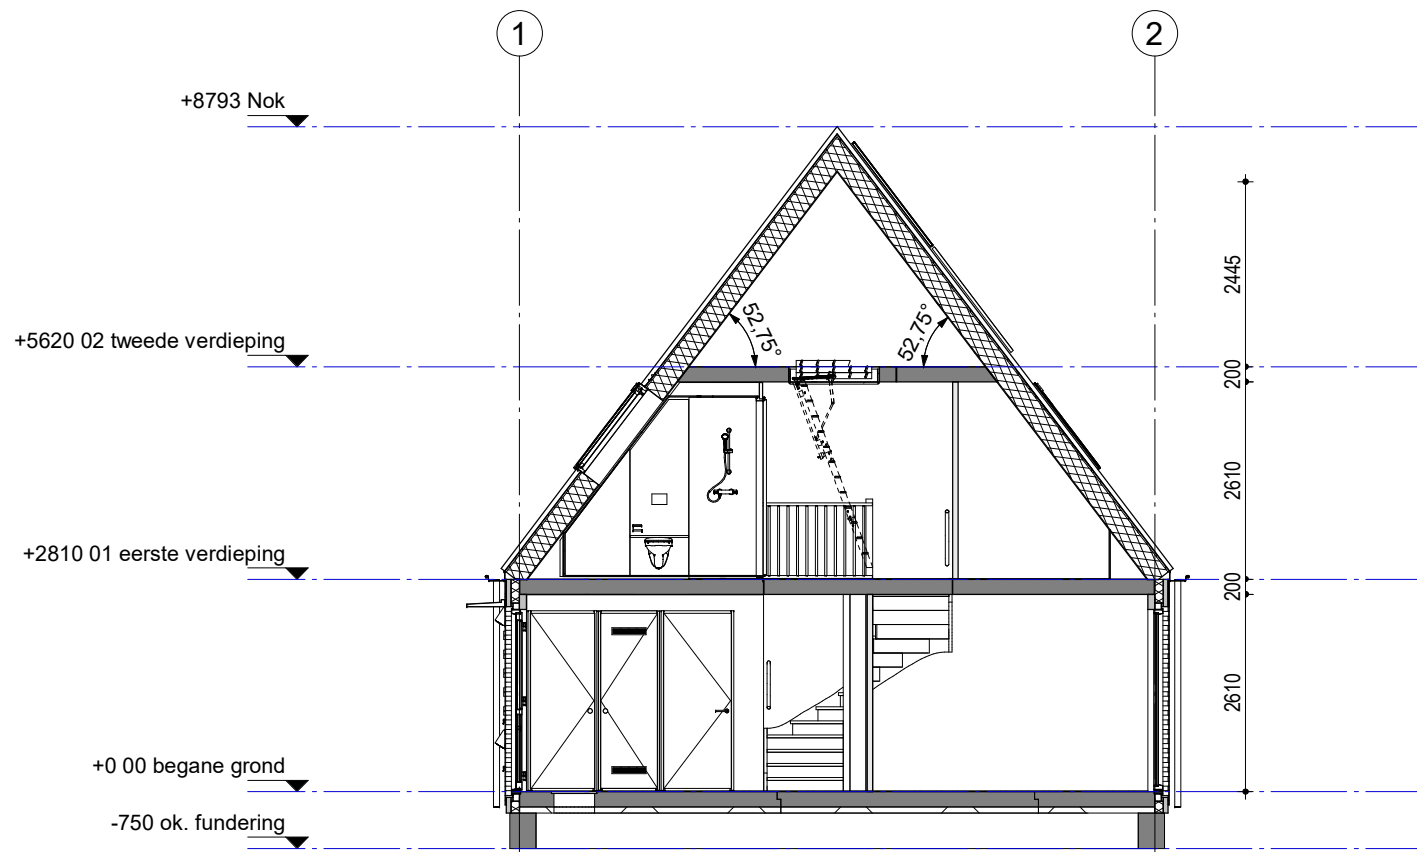 1
2
+8793 Nok
2445
52,75°
52,75°
+5620 02 tweede verdieping
200
2610
+2810 01 eerste verdieping
200
2610
+0 00 begane grond
-750 ok. fundering